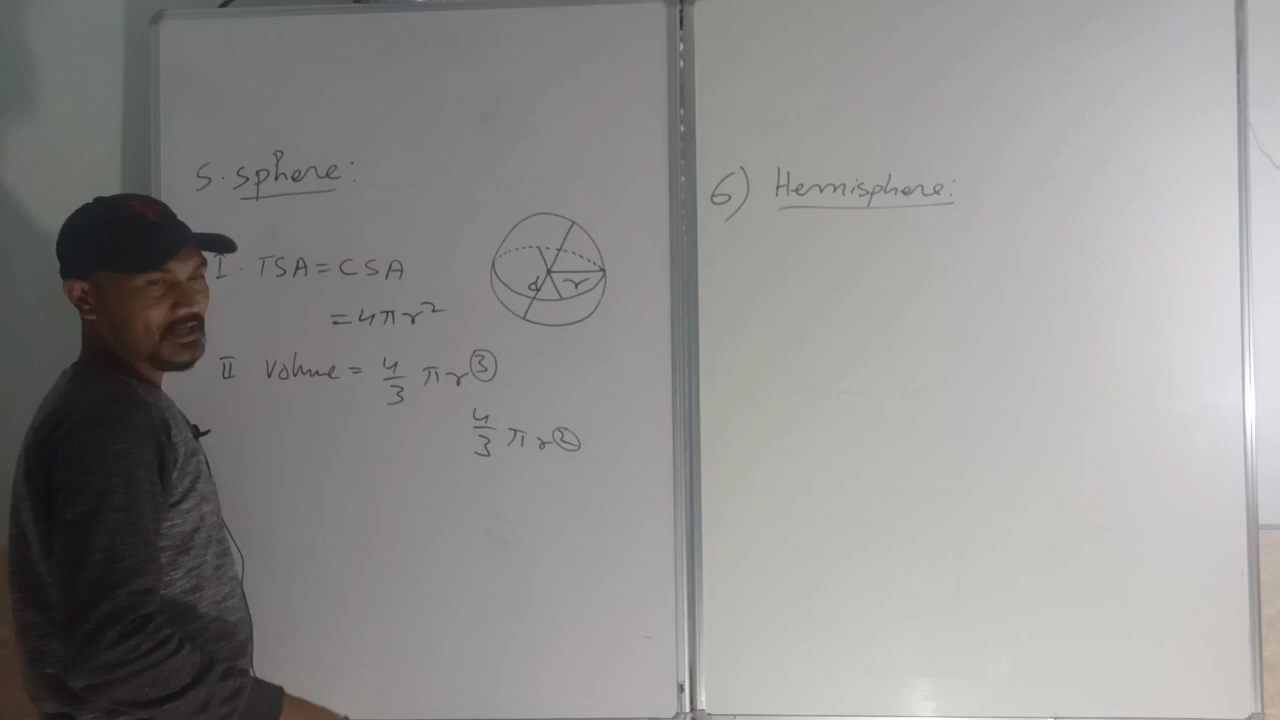 5. sphere:
I. TSA = CSA
= 4πr²
II Volume = 4/3 πr³
4/3 πr²
d r
6) Hemisphere: